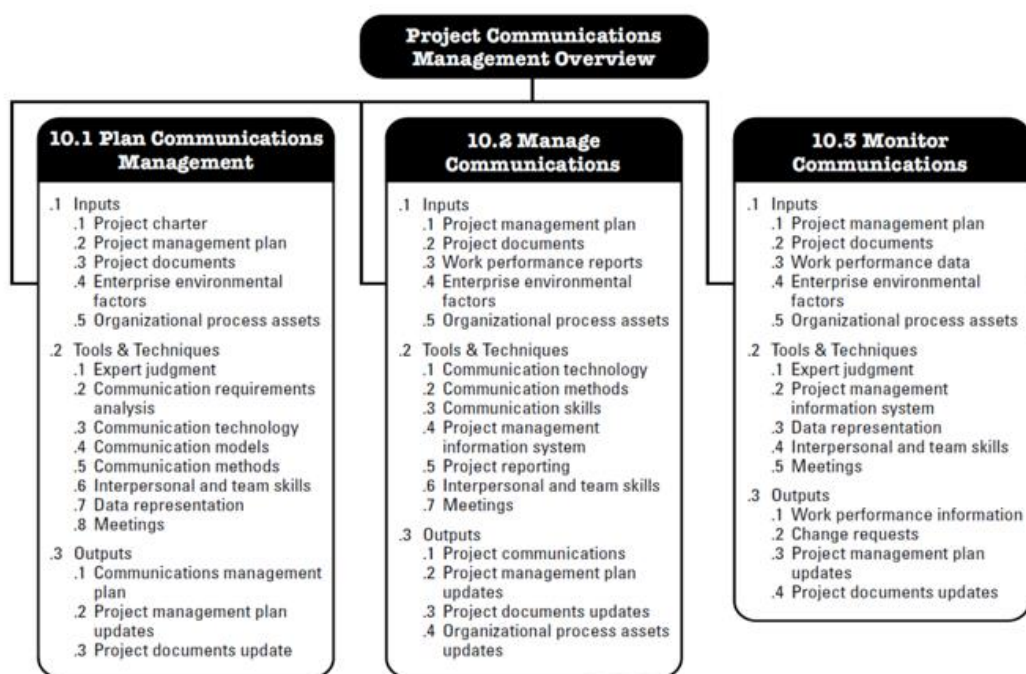 Project Communications
Management Overview
10.1 Plan Communications
Management
.1 Inputs
.1 Project charter
.2 Project management plan
.3 Project documents
.4 Enterprise environmental
factors
.5 Organizational process assets
.2 Tools & Techniques
.1 Expert judgment
.2 Communication requirements
analysis
.3 Communication technology
.4 Communication models
.5 Communication methods
.6 Interpersonal and team skills
.7 Data representation
.8 Meetings
.3 Outputs
.1 Communications management
plan
.2 Project management plan
updates
.3 Project documents update
10.2 Manage
Communications
.1 Inputs
.1 Project management plan
.2 Project documents
.3 Work performance reports
.4 Enterprise environmental
factors
.5 Organizational process assets
.2 Tools & Techniques
.1 Communication technology
.2 Communication methods
.3 Communication skills
.4 Project management
information system
.5 Project reporting
.6 Interpersonal and team skills
.7 Meetings
.3 Outputs
.1 Project communications
.2 Project management plan
updates
.3 Project documents updates
.4 Organizational process assets
updates
10.3 Monitor
Communications
.1 Inputs
.1 Project management plan
.2 Project documents
.3 Work performance data
.4 Enterprise environmental
factors
.5 Organizational process assets
.2 Tools & Techniques
.1 Expert judgment
.2 Project management
information system
.3 Data representation
.4 Interpersonal and team skills
.5 Meetings
.3 Outputs
.1 Work performance information
.2 Change requests
.3 Project management plan
updates
.4 Project documents updates